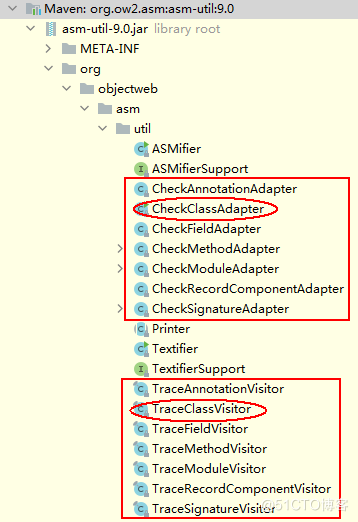 Maven: org.ow2.asm:asm-util:9.0
asm-util-9.0.jar library root
META-INF
org
objectweb
asm
util
ASMifier
ASMifierSupport
CheckAnnotationAdapter
CheckClassAdapter
CheckFieldAdapter
CheckMethodAdapter
CheckModuleAdapter
CheckRecordComponentAdapter
CheckSignatureAdapter
Printer
Textifier
TextifierSupport
TraceAnnotationVisitor
TraceClassVisitor
TraceFieldVisitor
TraceMethodVisitor
TraceModuleVisitor
TraceRecordComponentVisitor
TraceSignatureVisitor
@51CTO博客